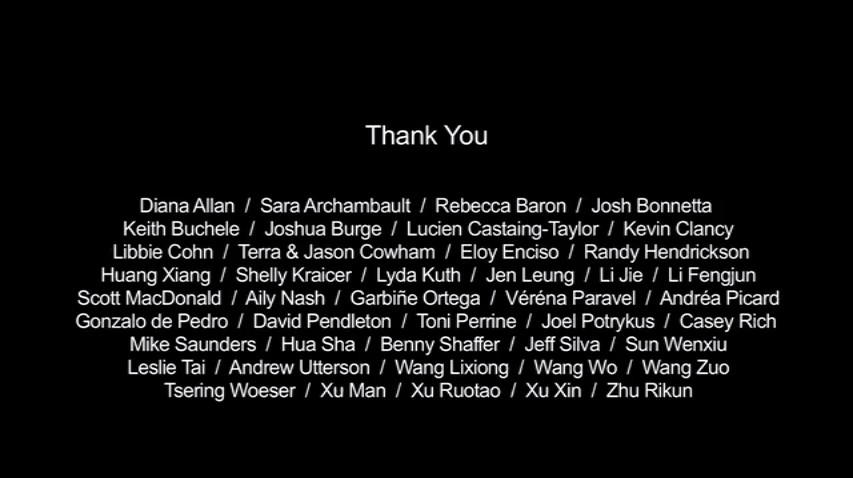 Thank You
Diana Allan / Sara Archambault / Rebecca Baron / Josh Bonnetta
Keith Buchele / Joshua Burge / Lucien Castaing-Taylor / Kevin Clancy
Libbie Cohn / Terra & Jason Cowham / Eloy Enciso / Randy Hendrickson
Huang Xiang / Shelly Kraicer / Lyda Kuth / Jen Leung / Li Jie / Li Fengjun
Scott MacDonald / Aily Nash / Garbiñe Ortega / Véréna Paravel / Andréa Picard
Gonzalo de Pedro / David Pendleton / Toni Perrine / Joel Potrykus / Casey Rich
Mike Saunders / Hua Sha / Benny Shaffer / Jeff Silva / Sun Wenxiu
Leslie Tai / Andrew Utterson / Wang Lixiong / Wang Wo / Wang Zuo
Tsering Woeser / Xu Man / Xu Ruotao / Xu Xin / Zhu Rikun